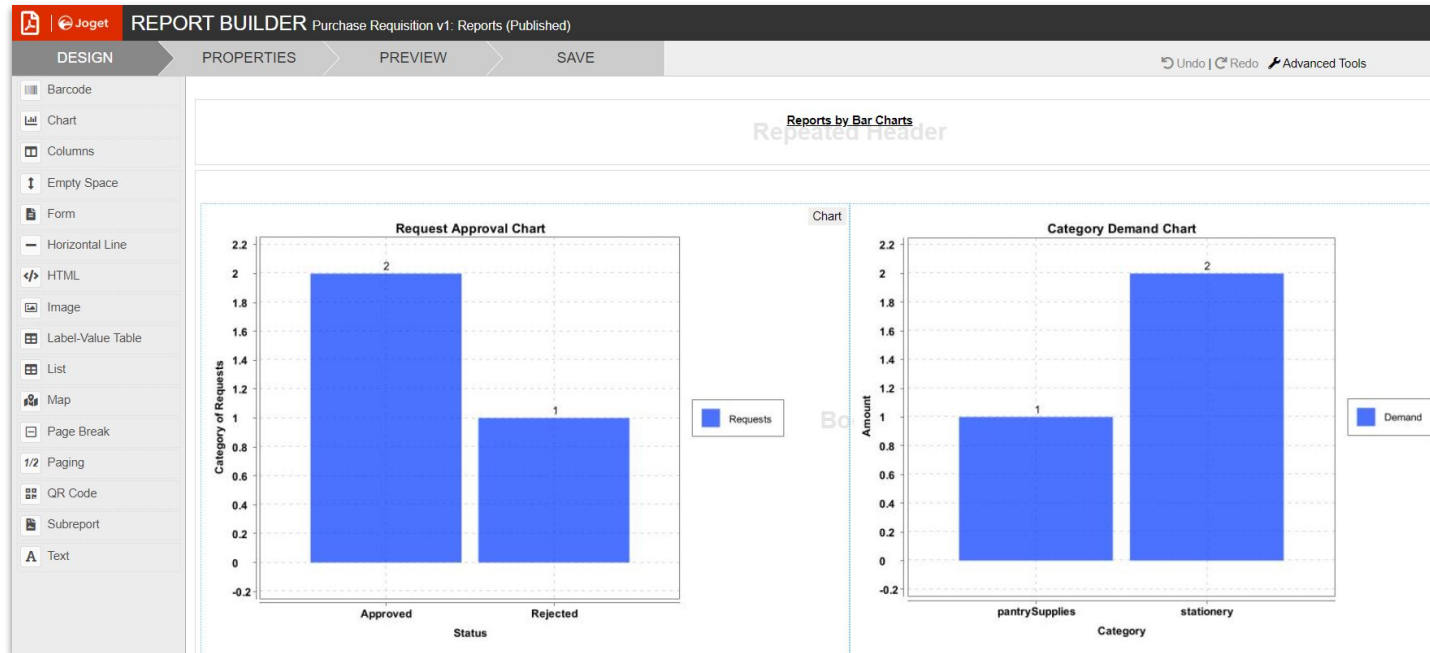 Joget REPORT BUILDER Purchase Requisition v1: Reports (Published)
DESIGN PROPERTIES PREVIEW SAVE Undo | Redo Advanced Tools
Barcode
Chart
Columns
Empty Space
Form
Horizontal Line
</> HTML
Image
Label-Value Table
List
Map
Page Break
1/2 Paging
QR Code
Subreport
A Text
Reports by Bar Charts
Repeated Header
Chart
Request Approval Chart
2.2
2
1.8
1.6
1.4
1.2
1
0.8
0.6
0.4
0.2
0
-0.2
Category of Requests
2
1
Approved Rejected
Status
Requests
Bo
Category Demand Chart
2.2
2
1.8
1.6
1.4
1.2
1
0.8
0.6
0.4
0.2
0
-0.2
Amount
1
2
pantrySupplies stationery
Category
Demand